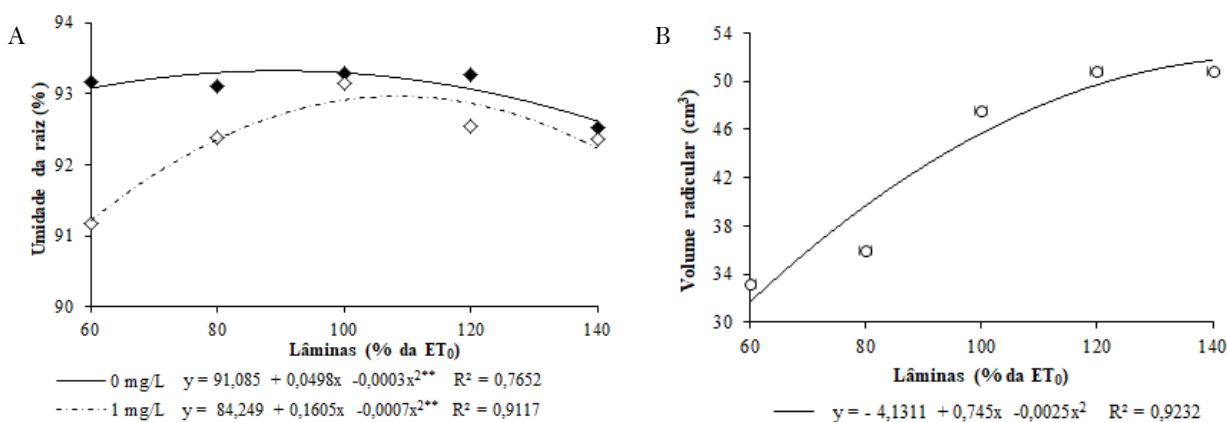 A
Umidade da raiz (%)
94
93
92
91
90
60 80 100 120 140
Lâminas (% da ET₀)
0 mg/L y = 91,085 + 0,0498x -0,0003x²** R² = 0,7652
1 mg/L y = 84,249 + 0,1605x -0,0007x²** R² = 0,9117
B
Volume radicular (cm³)
54
50
46
42
38
34
30
60 80 100 120 140
Lâminas (% da ET₀)
y = - 4,1311 + 0,745x -0,0025x² R² = 0,9232